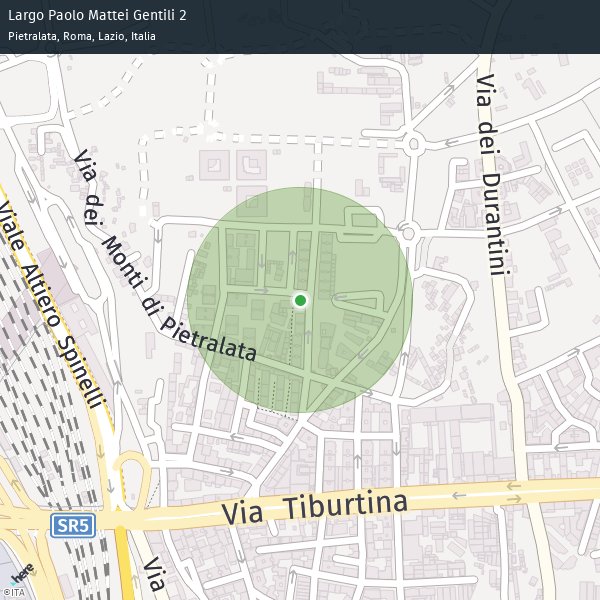 Largo Paolo Mattei Gentili 2
Pietralata, Roma, Lazio, Italia
Via dei Durantini
Via dei Monti di Pietralata
Viale Altiero Spinelli
Via Tiburtina
SR5
Via
here
©ITA